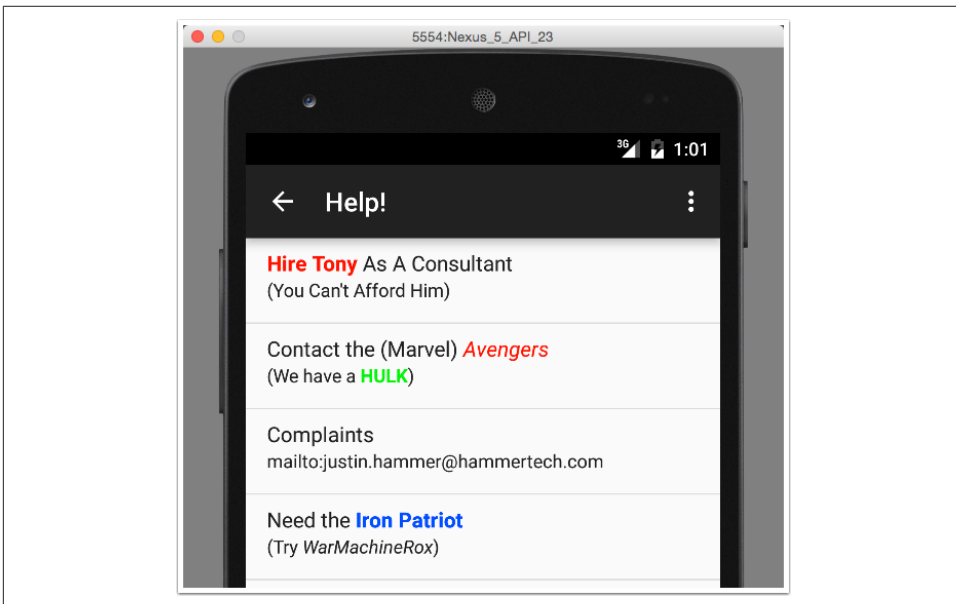 5554:Nexus_5_API_23
3G 1:01
Help!
Hire Tony As A Consultant
(You Can't Afford Him)
Contact the (Marvel) Avengers
(We have a HULK)
Complaints
mailto:justin.hammer@hammertech.com
Need the Iron Patriot
(Try WarMachineRox)